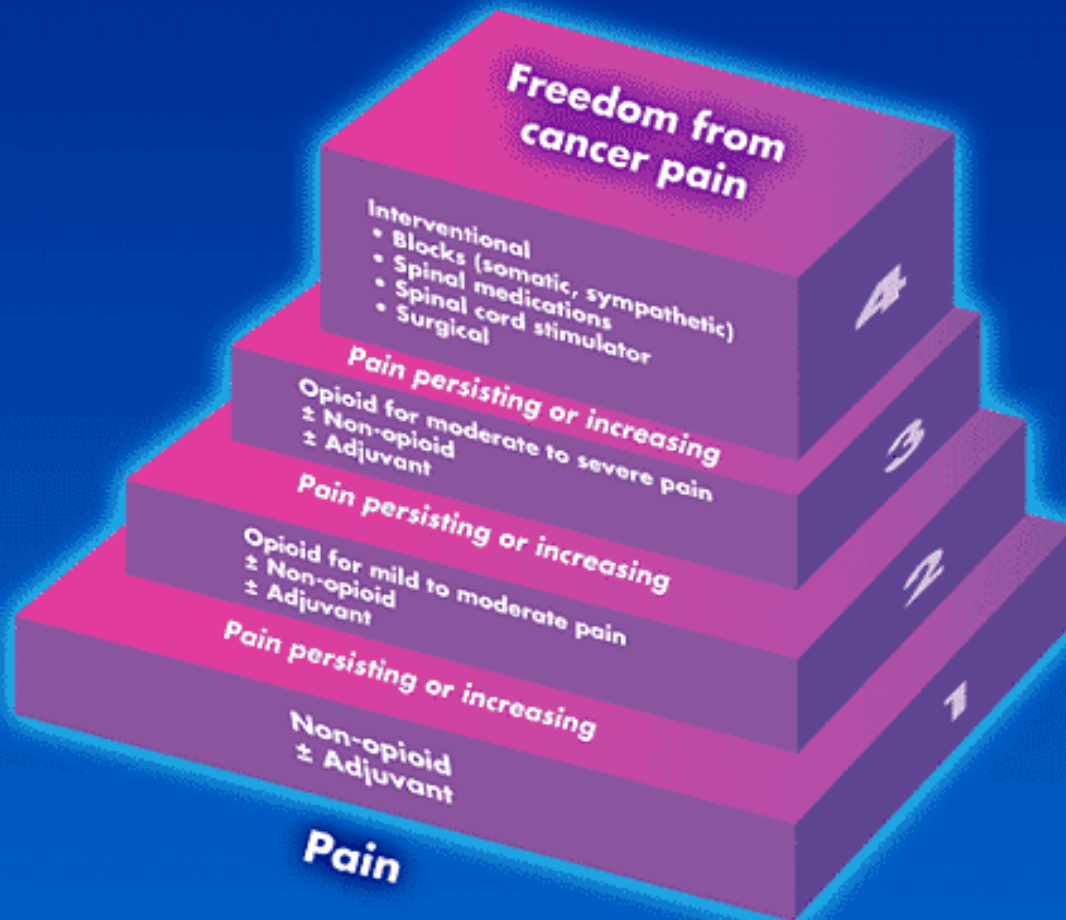 Freedom from
cancer pain
Interventional
• Blocks (somatic, sympathetic)
• Spinal medications
• Spinal cord stimulator
• Surgical
4
Pain persisting or increasing
Opioid for moderate to severe pain
± Non-opioid
± Adjuvant
3
Pain persisting or increasing
Opioid for mild to moderate pain
± Non-opioid
± Adjuvant
2
Pain persisting or increasing
Non-opioid
± Adjuvant
1
Pain